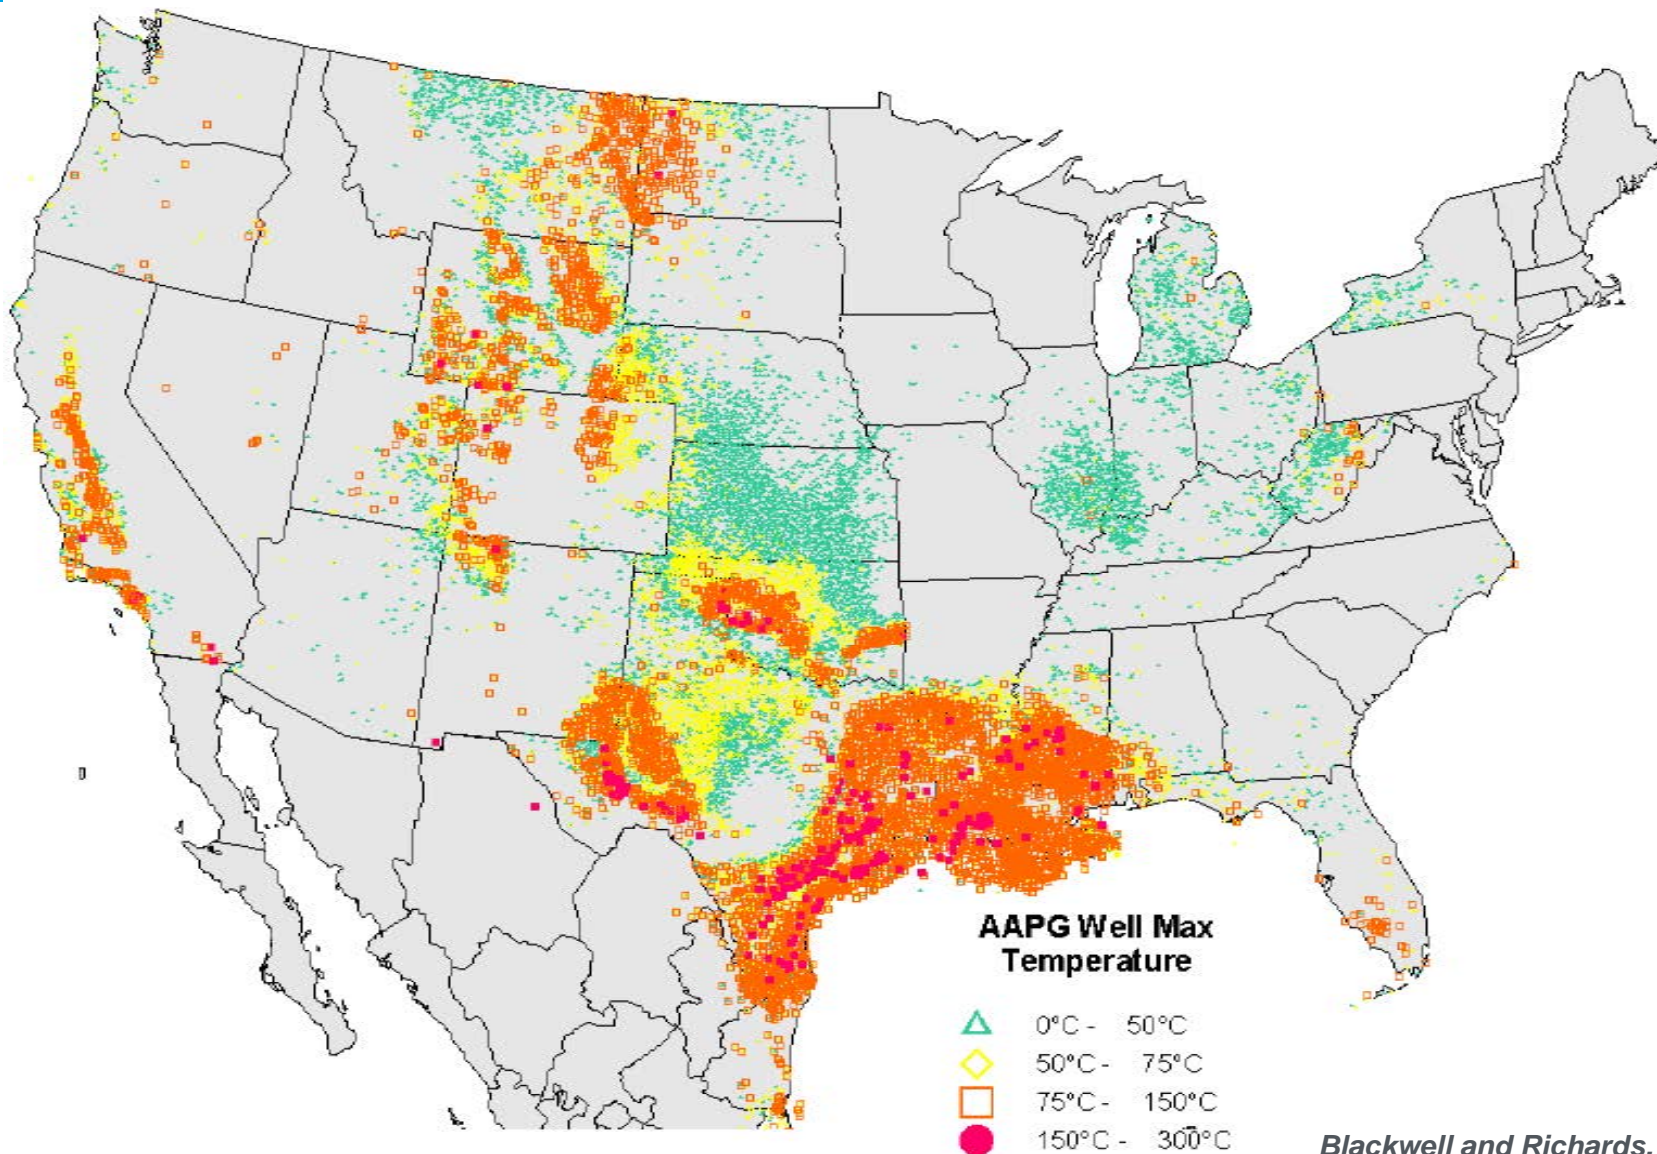 AAPG Well Max
Temperature
0°C - 50°C
50°C - 75°C
75°C - 150°C
150°C - 300°C
Blackwell and Richards.